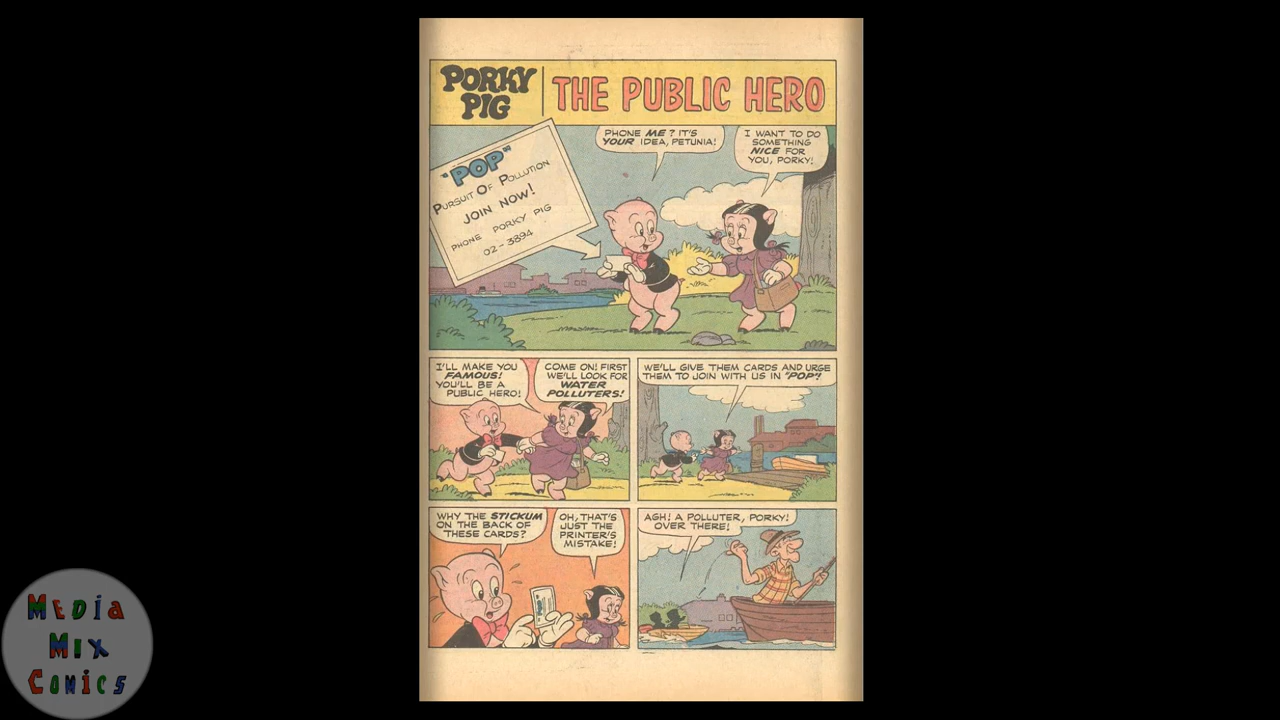 PORKY
PIG
THE PUBLIC HERO
"POP"
PURSUIT OF POLLUTION
JOIN NOW!
PHONE PORKY PIG
02-3894
PHONE ME? IT'S
YOUR IDEA, PETUNIA!
I WANT TO DO
SOMETHING
NICE FOR
YOU, PORKY!
I'LL MAKE YOU
FAMOUS!
YOU'LL BE A
PUBLIC HERO!
COME ON! FIRST
WE'LL LOOK FOR
WATER
POLLUTERS!
WE'LL GIVE THEM CARDS AND URGE
THEM TO JOIN WITH US IN "POP"!
WHY THE STICKUM
ON THE BACK OF
THESE CARDS?
OH, THAT'S
JUST THE
PRINTER'S
MISTAKE!
AGH! A POLLUTER, PORKY!
OVER THERE!
MEDia
MiX
COMiCS